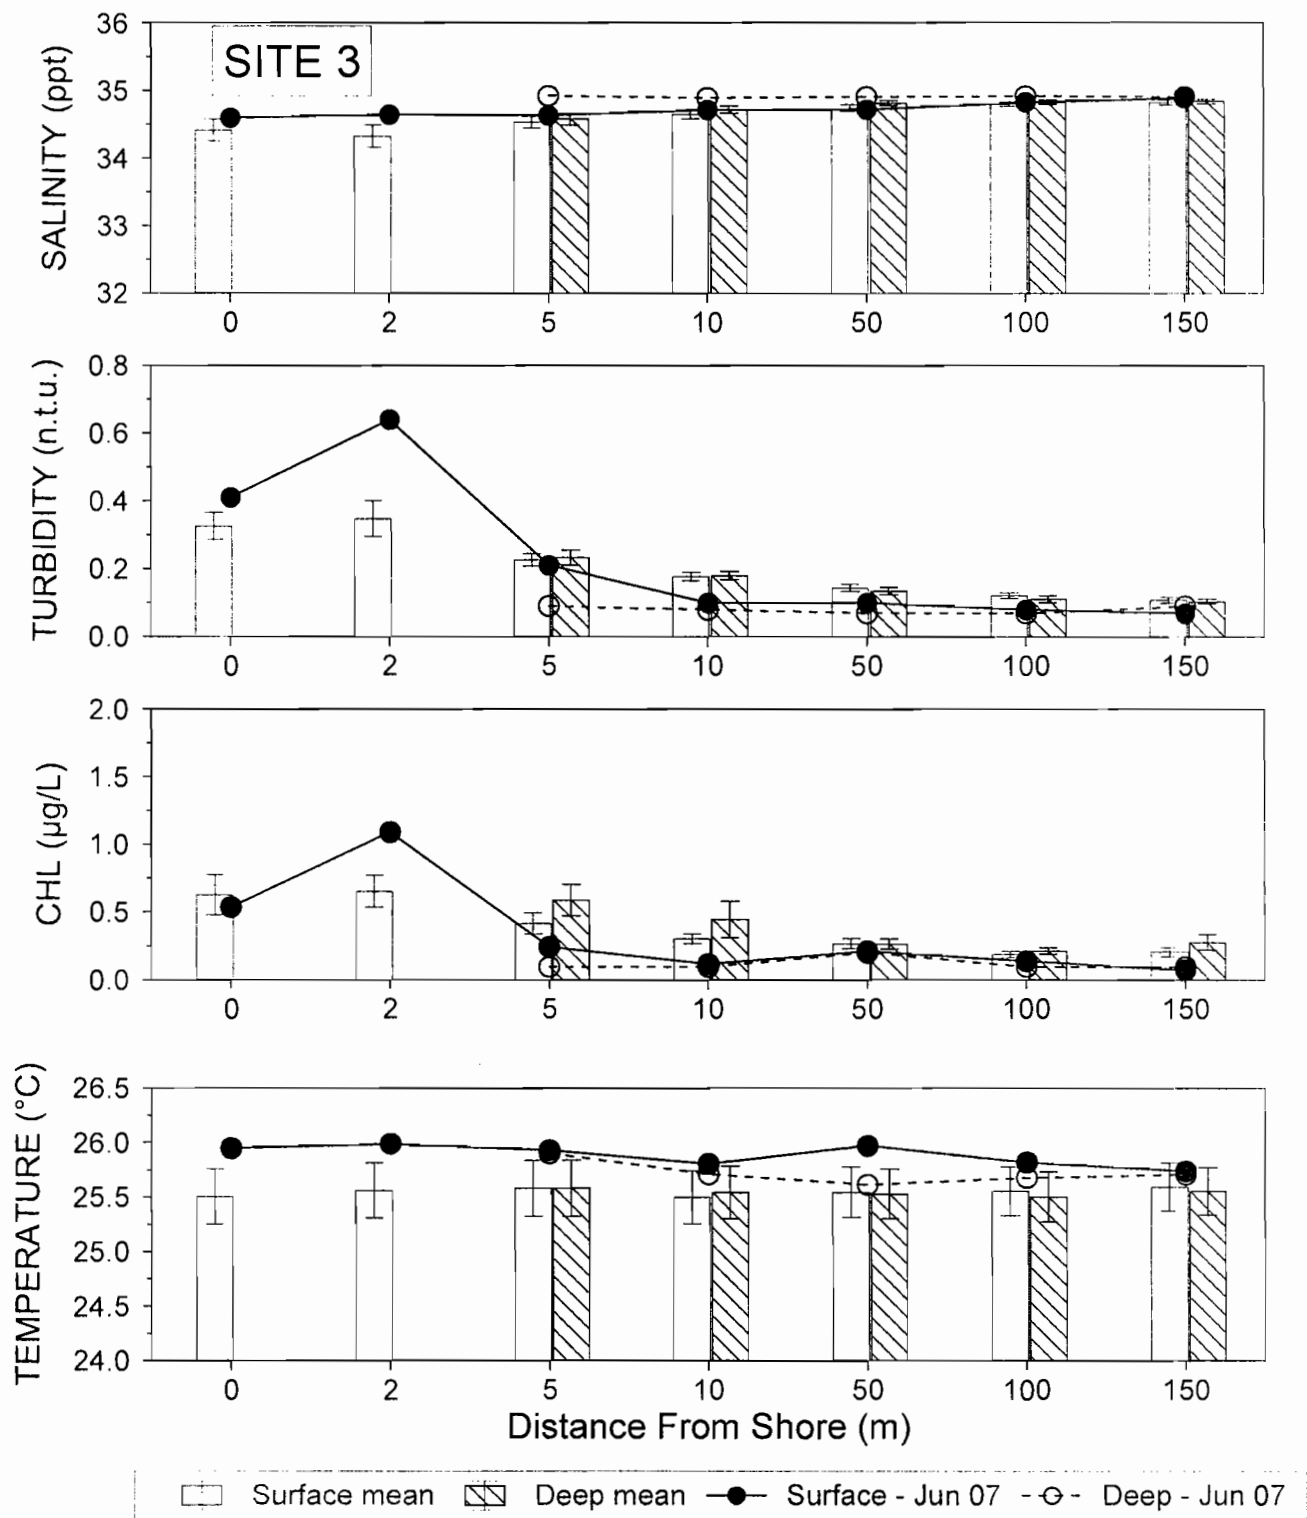 SITE 3
SALINITY (ppt)
36
35
34
33
32
0 2 5 10 50 100 150
TURBIDITY (n.t.u.)
0.8
0.6
0.4
0.2
0.0
0 2 5 10 50 100 150
CHL (µg/L)
2.0
1.5
1.0
0.5
0.0
0 2 5 10 50 100 150
TEMPERATURE (°C)
26.5
26.0
25.5
25.0
24.5
24.0
0 2 5 10 50 100 150
Distance From Shore (m)
Surface mean Deep mean Surface - Jun 07 Deep - Jun 07